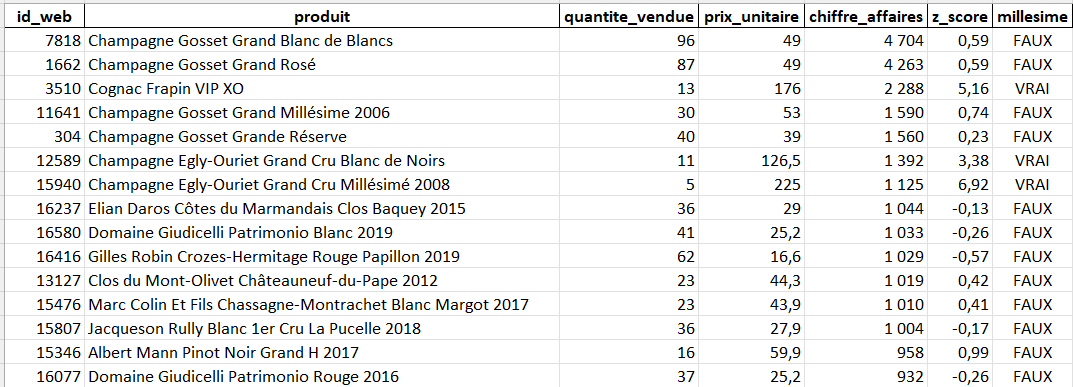 id_web produit quantite_vendue prix_unitaire chiffre_affaires z_score millesime
7818 Champagne Gosset Grand Blanc de Blancs 96 49 4 704 0,59 FAUX
1662 Champagne Gosset Grand Rosé 87 49 4 263 0,59 FAUX
3510 Cognac Frapin VIP XO 13 176 2 288 5,16 VRAI
11641 Champagne Gosset Grand Millésime 2006 30 53 1 590 0,74 FAUX
304 Champagne Gosset Grande Réserve 40 39 1 560 0,23 FAUX
12589 Champagne Egly-Ouriet Grand Cru Blanc de Noirs 11 126,5 1 392 3,38 VRAI
15940 Champagne Egly-Ouriet Grand Cru Millésimé 2008 5 225 1 125 6,92 VRAI
16237 Elian Daros Côtes du Marmandais Clos Baquey 2015 36 29 1 044 -0,13 FAUX
16580 Domaine Giudicelli Patrimonio Blanc 2019 41 25,2 1 033 -0,26 FAUX
16416 Gilles Robin Crozes-Hermitage Rouge Papillon 2019 62 16,6 1 029 -0,57 FAUX
13127 Clos du Mont-Olivet Châteauneuf-du-Pape 2012 23 44,3 1 019 0,42 FAUX
15476 Marc Colin Et Fils Chassagne-Montrachet Blanc Margot 2017 23 43,9 1 010 0,41 FAUX
15807 Jacqueson Rully Blanc 1er Cru La Pucelle 2018 36 27,9 1 004 -0,17 FAUX
15346 Albert Mann Pinot Noir Grand H 2017 16 59,9 958 0,99 FAUX
16077 Domaine Giudicelli Patrimonio Rouge 2016 37 25,2 932 -0,26 FAUX